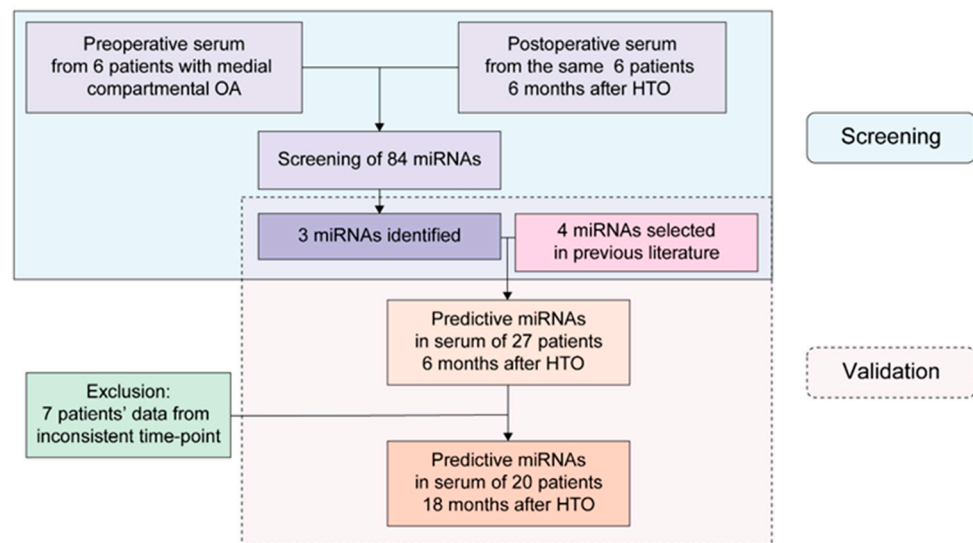 Preoperative serum
from 6 patients with medial
compartmental OA
Postoperative serum
from the same 6 patients
6 months after HTO
Screening
Screening of 84 miRNAs
3 miRNAs identified
4 miRNAs selected
in previous literature
Predictive miRNAs
in serum of 27 patients
6 months after HTO
Validation
Exclusion:
7 patients' data from
inconsistent time-point
Predictive miRNAs
in serum of 20 patients
18 months after HTO